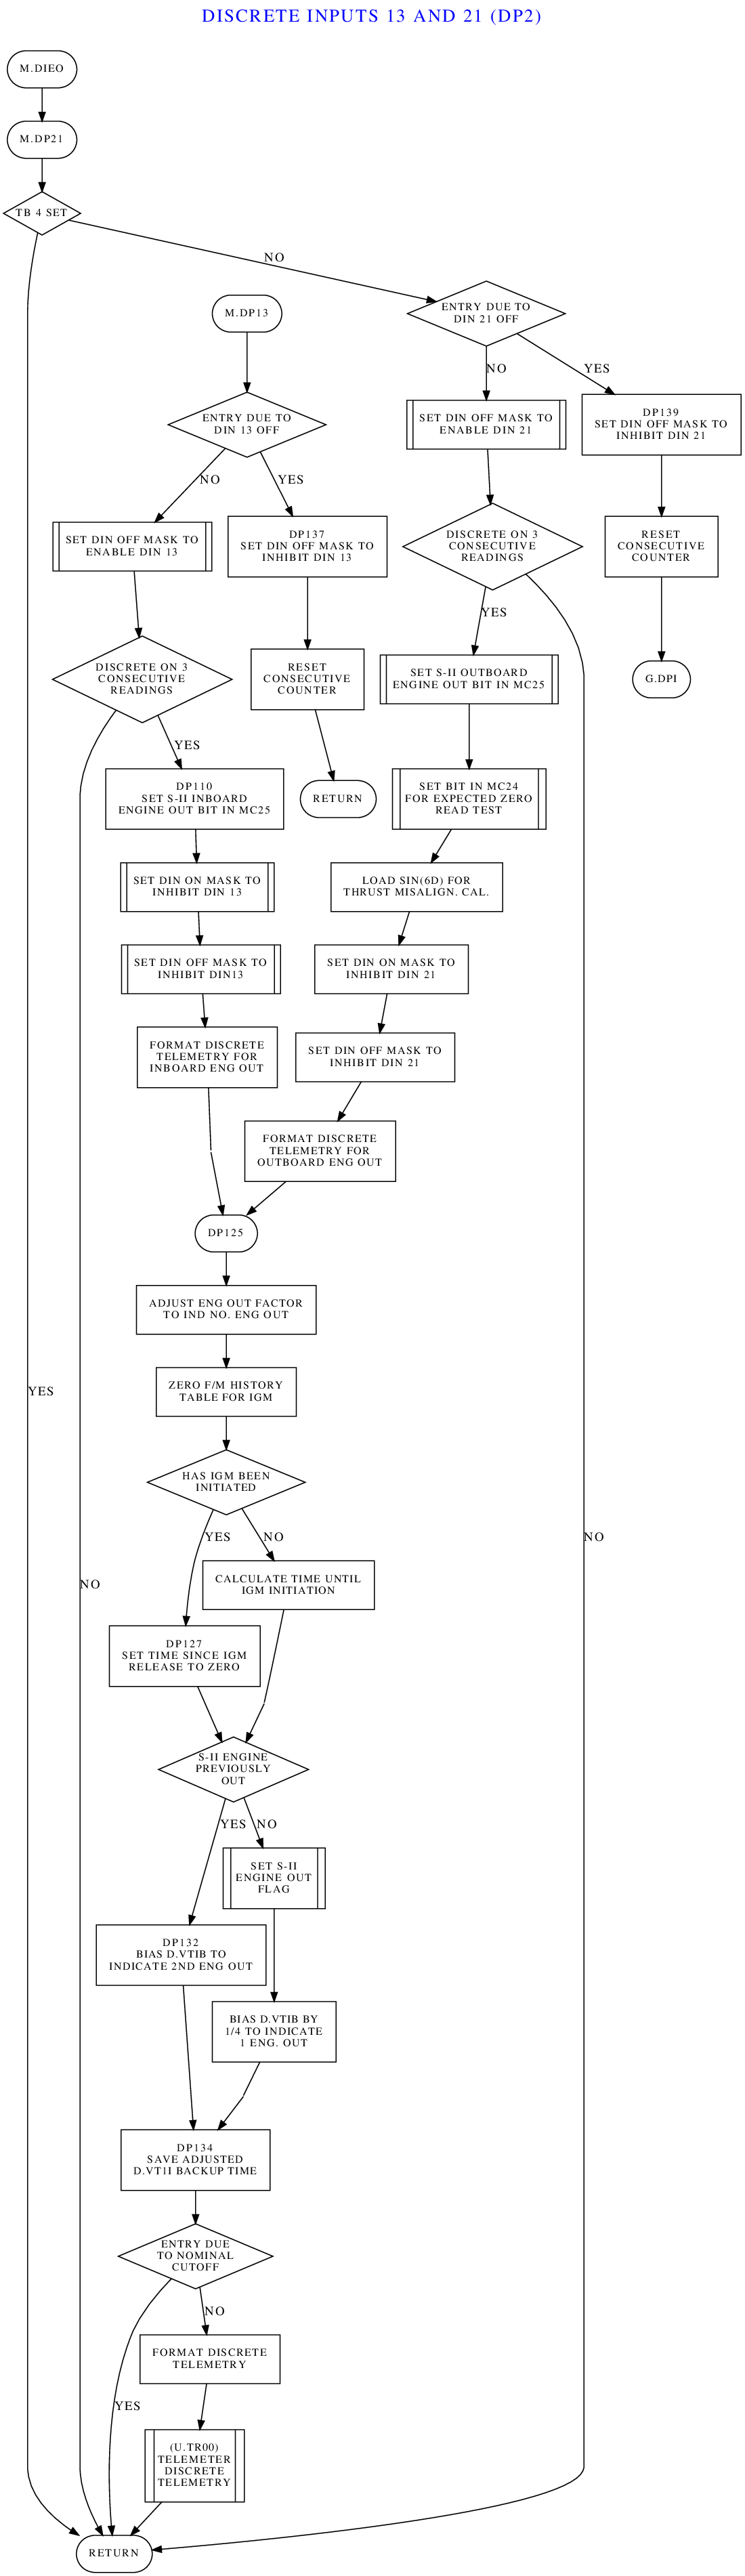 DISCRETE INPUTS 13 AND 21 (DP2)
M.DIEO
M.DP21
TB 4 SET
NO
M.DP13
ENTRY DUE TO
DIN 21 OFF
NO
YES
ENTRY DUE TO
DIN 13 OFF
SET DIN OFF MASK TO
ENABLE DIN 21
DP139
SET DIN OFF MASK TO
INHIBIT DIN 21
NO
YES
SET DIN OFF MASK TO
ENABLE DIN 13
DP137
SET DIN OFF MASK TO
INHIBIT DIN 13
DISCRETE ON 3
CONSECUTIVE
READINGS
RESET
CONSECUTIVE
COUNTER
YES
DISCRETE ON 3
CONSECUTIVE
READINGS
RESET
CONSECUTIVE
COUNTER
SET S-II OUTBOARD
ENGINE OUT BIT IN MC25
G.DPI
YES
DP110
SET S-II INBOARD
ENGINE OUT BIT IN MC25
RETURN
SET BIT IN MC24
FOR EXPECTED ZERO
READ TEST
SET DIN ON MASK TO
INHIBIT DIN 13
LOAD SIN(6D) FOR
THRUST MISALIGN. CAL.
SET DIN OFF MASK TO
INHIBIT DIN13
SET DIN ON MASK TO
INHIBIT DIN 21
FORMAT DISCRETE
TELEMETRY FOR
INBOARD ENG OUT
SET DIN OFF MASK TO
INHIBIT DIN 21
FORMAT DISCRETE
TELEMETRY FOR
OUTBOARD ENG OUT
DP125
ADJUST ENG OUT FACTOR
TO IND NO. ENG OUT
ZERO F/M HISTORY
TABLE FOR IGM
YES
HAS IGM BEEN
INITIATED
YES
NO
NO
CALCULATE TIME UNTIL
IGM INITIATION
NO
DP127
SET TIME SINCE IGM
RELEASE TO ZERO
S-II ENGINE
PREVIOUSLY
OUT
YES
NO
SET S-II
ENGINE OUT
FLAG
DP132
BIAS D.VTIB TO
INDICATE 2ND ENG OUT
BIAS D.VTIB BY
1/4 TO INDICATE
1 ENG. OUT
DP134
SAVE ADJUSTED
D.VT1I BACKUP TIME
ENTRY DUE
TO NOMINAL
CUTOFF
NO
FORMAT DISCRETE
TELEMETRY
YES
(U.TR00)
TELEMETER
DISCRETE
TELEMETRY
RETURN